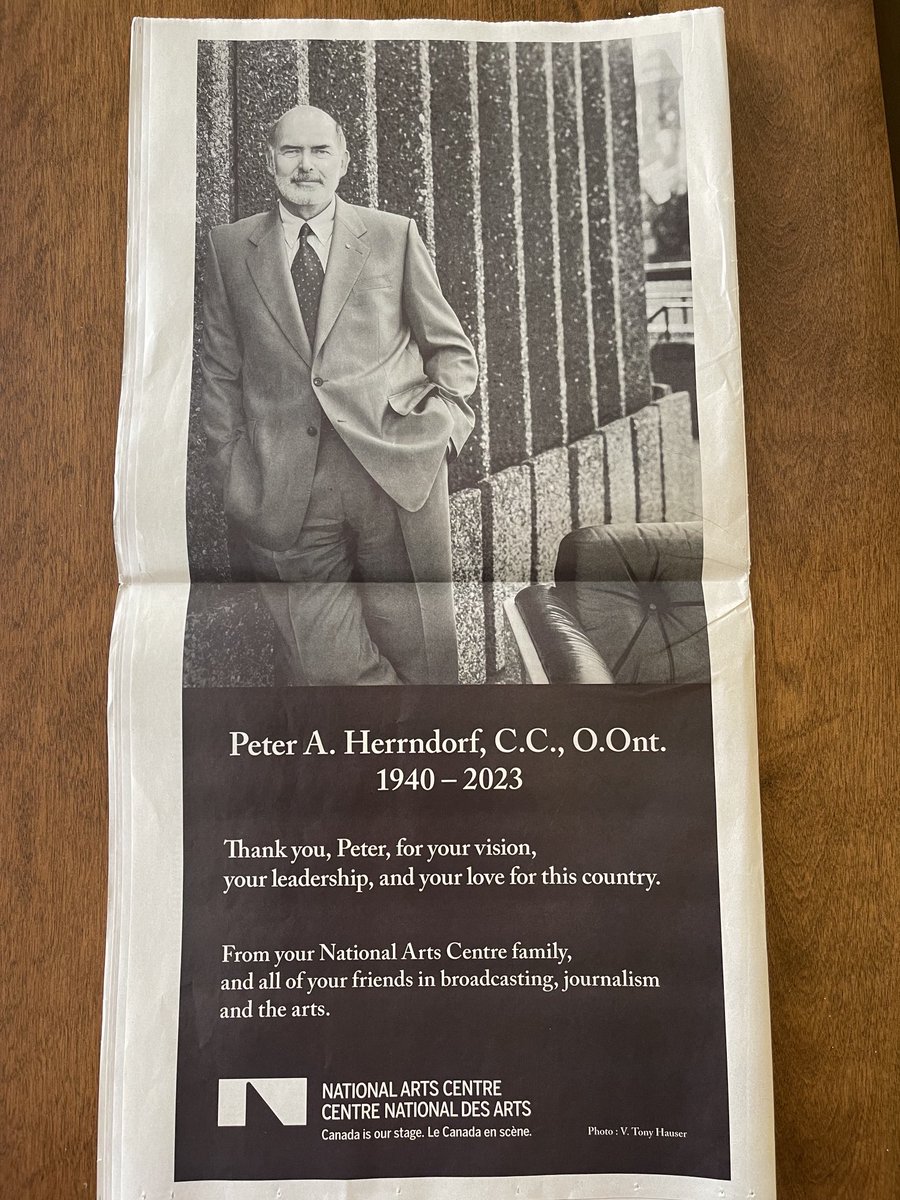 Peter A. Herrndorf, C.C., O.Ont.
1940 – 2023
Thank you, Peter, for your vision,
your leadership, and your love for this country.
From your National Arts Centre family,
and all of your friends in broadcasting, journalism
and the arts.
NATIONAL ARTS CENTRE
CENTRE NATIONAL DES ARTS
Canada is our stage. Le Canada en scène.
Photo : V. Tony Hauser